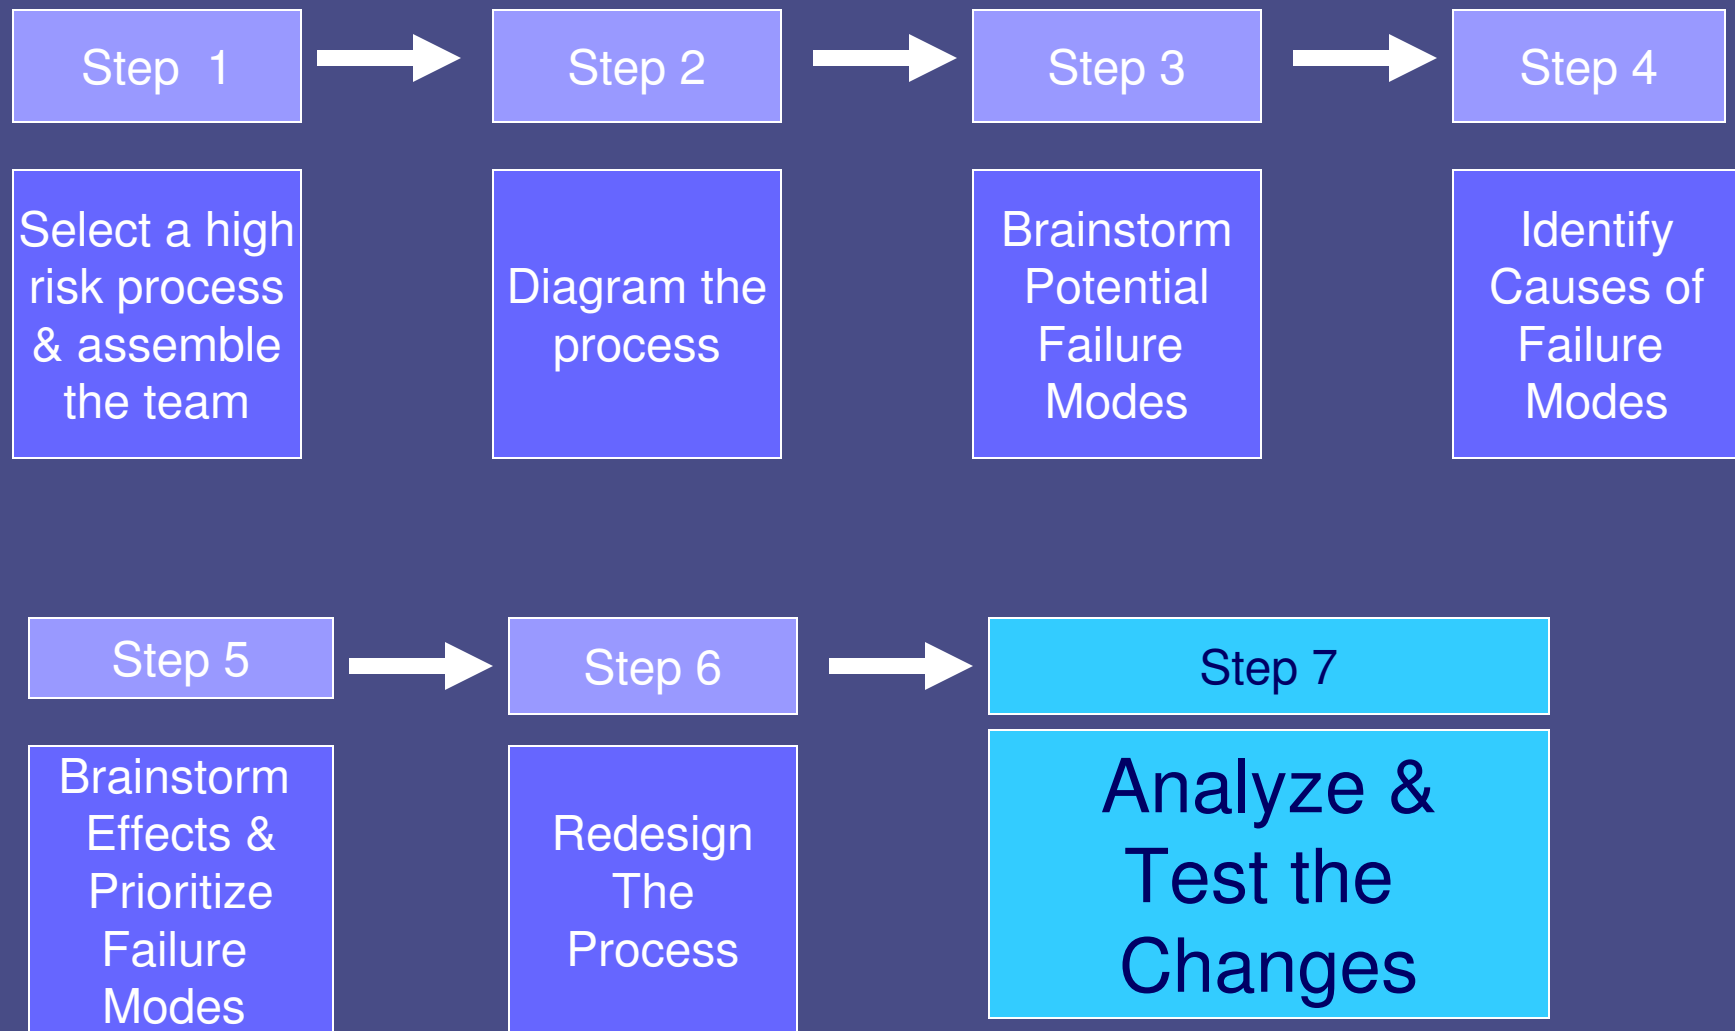 Step 1
Step 2
Step 3
Step 4
Select a high
risk process
& assemble
the team
Diagram the
process
Brainstorm
Potential
Failure
Modes
Identify
Causes of
Failure
Modes
Step 5
Step 6
Step 7
Brainstorm
Effects &
Prioritize
Failure
Modes
Redesign
The
Process
Analyze &
Test the
Changes